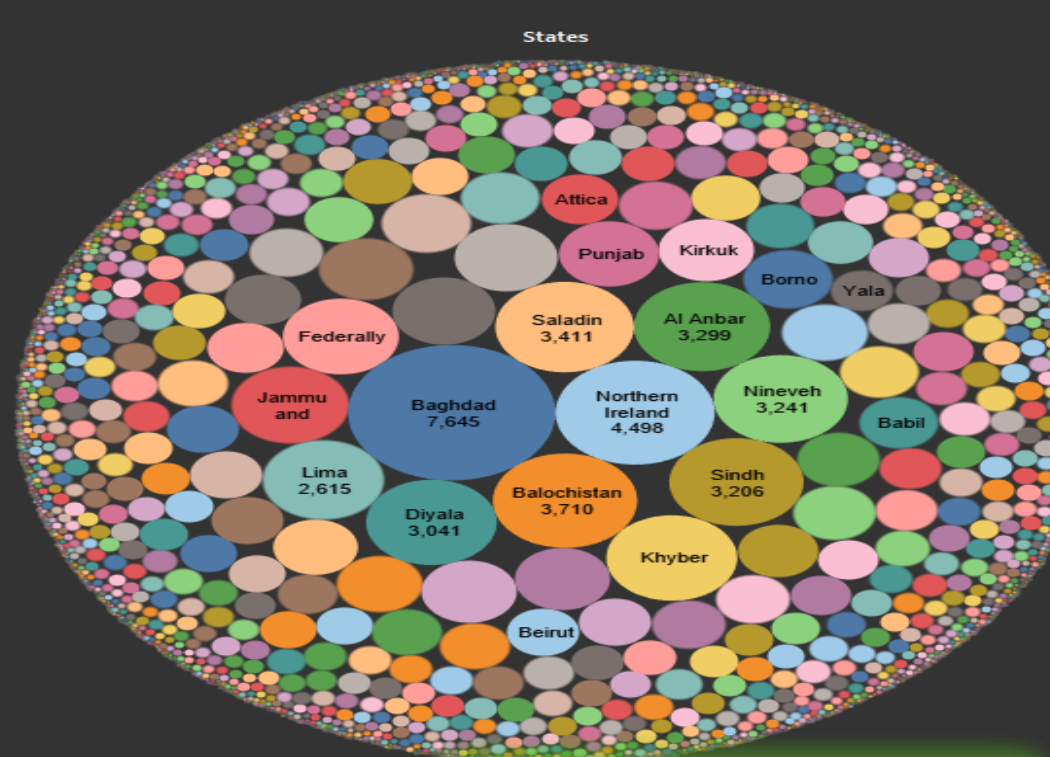 States
Attica
Punjab
Kirkuk
Borno
Yala
Federally
Saladin
3,411
Al Anbar
3,299
Jammu
and
Baghdad
7,645
Northern
Ireland
4,498
Nineveh
3,241
Babil
Lima
2,615
Diyala
3,041
Balochistan
3,710
Sindh
3,206
Khyber
Beirut